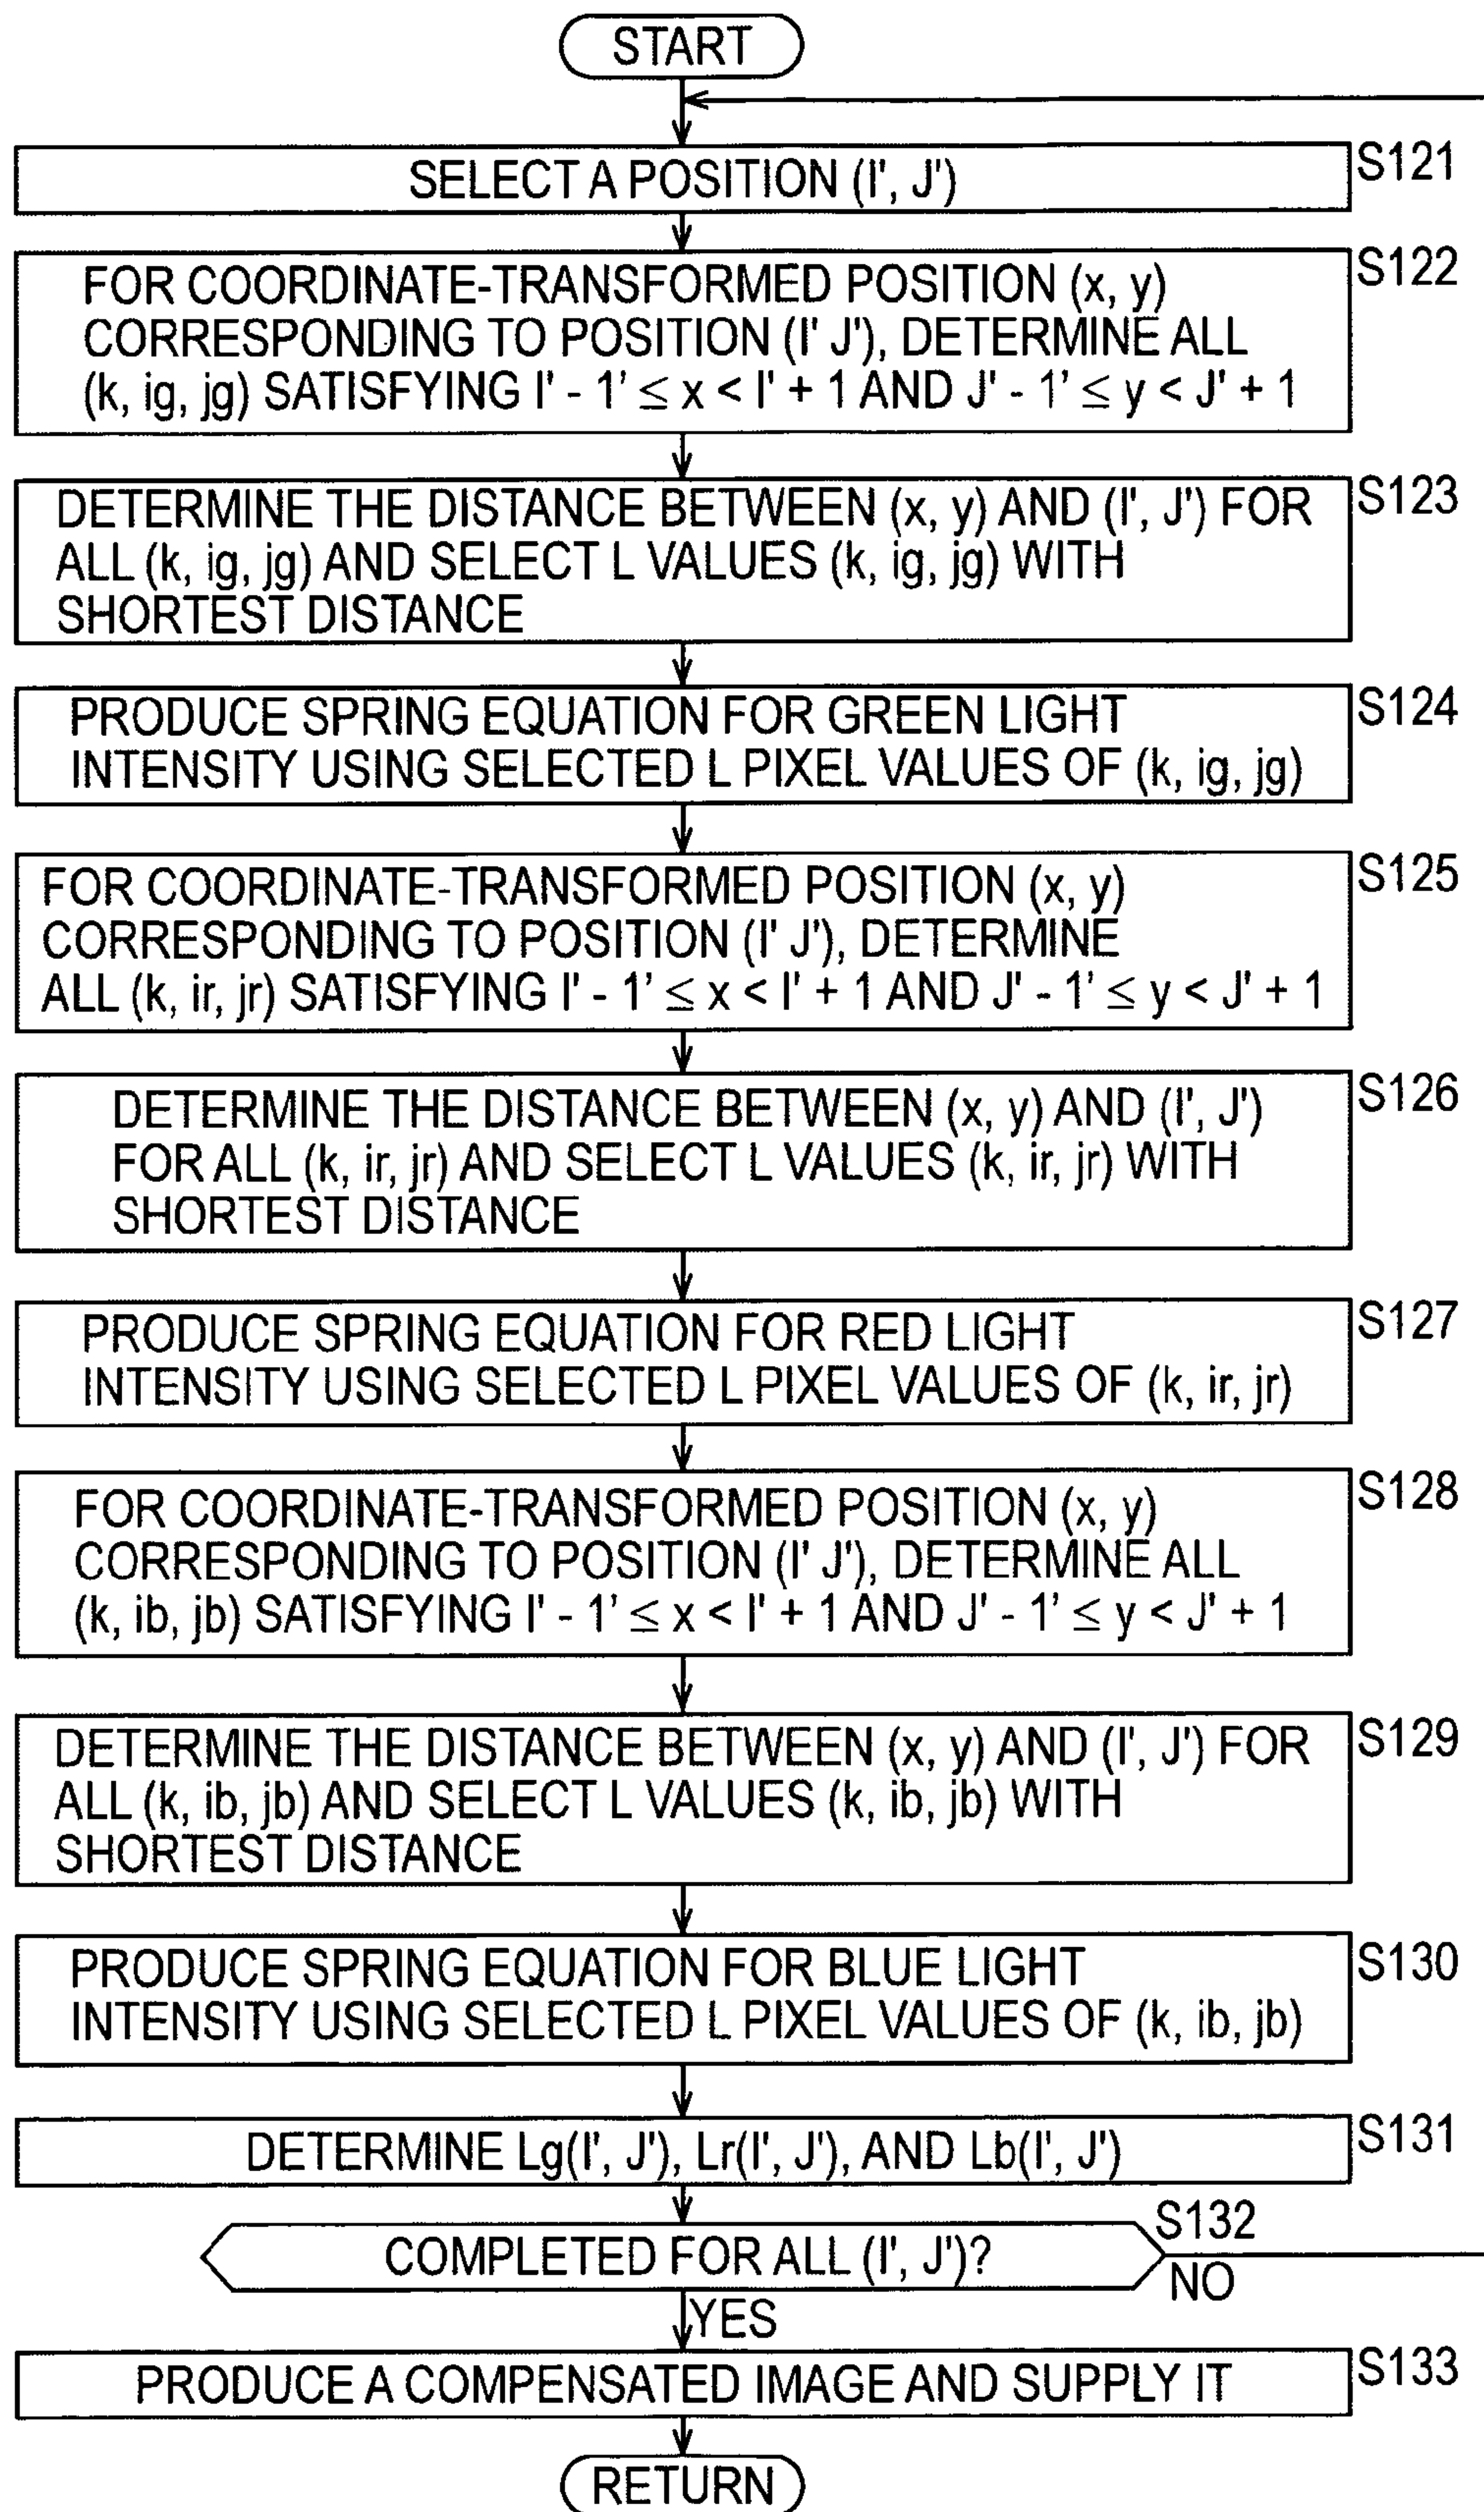 START
SELECT A POSITION (I', J')
S121
FOR COORDINATE-TRANSFORMED POSITION (x, y)
CORRESPONDING TO POSITION (I' J'), DETERMINE ALL
(k, ig, jg) SATISFYING I' - 1' ≤ x < I' + 1 AND J' - 1' ≤ y < J' + 1
S122
DETERMINE THE DISTANCE BETWEEN (x, y) AND (I', J') FOR
ALL (k, ig, jg) AND SELECT L VALUES (k, ig, jg) WITH
SHORTEST DISTANCE
S123
PRODUCE SPRING EQUATION FOR GREEN LIGHT
INTENSITY USING SELECTED L PIXEL VALUES OF (k, ig, jg)
S124
FOR COORDINATE-TRANSFORMED POSITION (x, y)
CORRESPONDING TO POSITION (I' J'), DETERMINE
ALL (k, ir, jr) SATISFYING I' - 1' ≤ x < I' + 1 AND J' - 1' ≤ y < J' + 1
S125
DETERMINE THE DISTANCE BETWEEN (x, y) AND (I', J')
FOR ALL (k, ir, jr) AND SELECT L VALUES (k, ir, jr) WITH
SHORTEST DISTANCE
S126
PRODUCE SPRING EQUATION FOR RED LIGHT
INTENSITY USING SELECTED L PIXEL VALUES OF (k, ir, jr)
S127
FOR COORDINATE-TRANSFORMED POSITION (x, y)
CORRESPONDING TO POSITION (I' J'), DETERMINE ALL
(k, ib, jb) SATISFYING I' - 1' ≤ x < I' + 1 AND J' - 1' ≤ y < J' + 1
S128
DETERMINE THE DISTANCE BETWEEN (x, y) AND (I', J') FOR
ALL (k, ib, jb) AND SELECT L VALUES (k, ib, jb) WITH
SHORTEST DISTANCE
S129
PRODUCE SPRING EQUATION FOR BLUE LIGHT
INTENSITY USING SELECTED L PIXEL VALUES OF (k, ib, jb)
S130
DETERMINE Lg(I', J'), Lr(I', J'), AND Lb(I', J')
S131
COMPLETED FOR ALL (I', J')?
S132
NO
YES
PRODUCE A COMPENSATED IMAGE AND SUPPLY IT
S133
RETURN